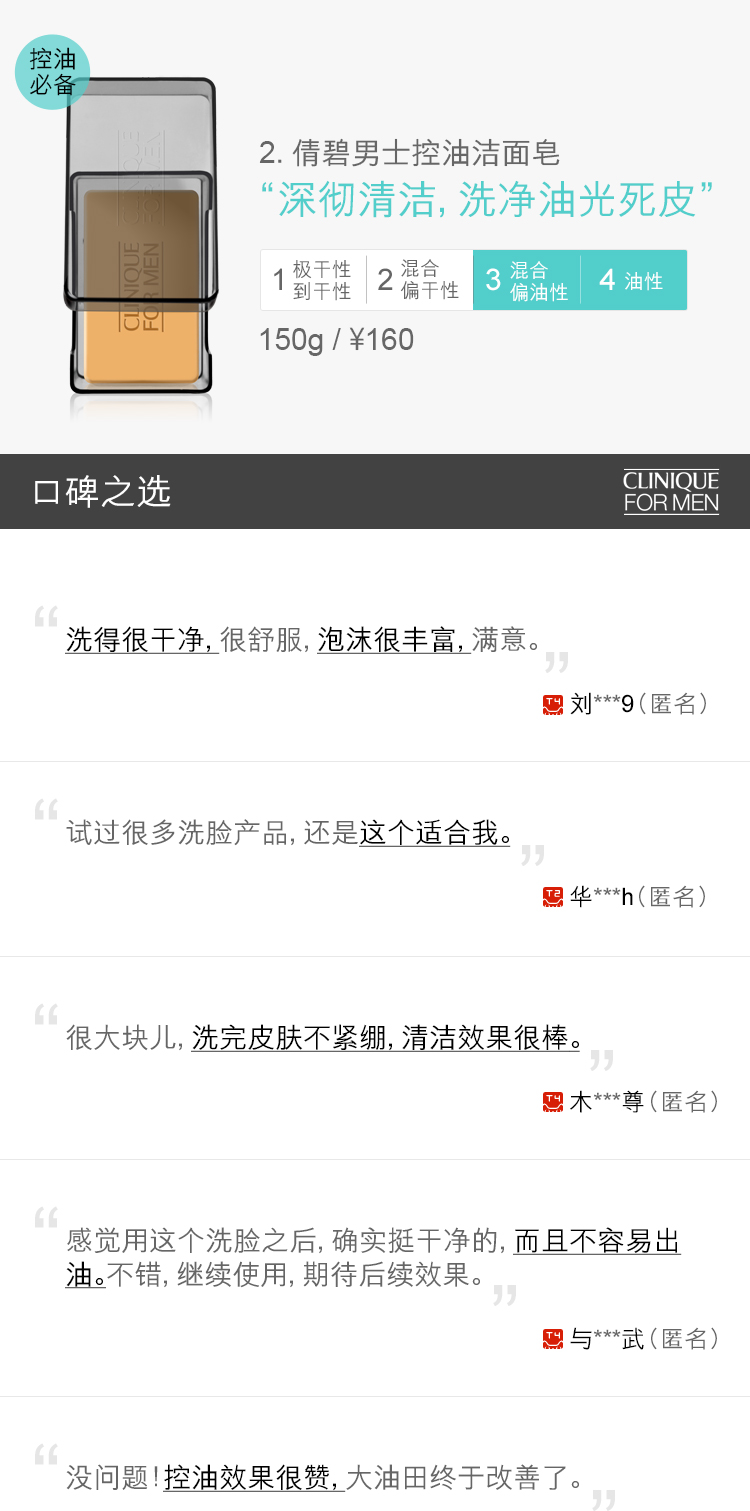 控油
必备
CLINIQUE
FOR MEN
2. 倩碧男士控油洁面皂
“深彻清洁, 洗净油光死皮”
1 极干性到干性 2 混合偏干性 3 混合偏油性 4 油性
150g / ¥160
口碑之选
CLINIQUE
FOR MEN
“洗得很干净, 很舒服, 泡沫很丰富, 满意。”
T4 刘***9(匿名)
“试过很多洗脸产品, 还是这个适合我。”
T2 华***h(匿名)
“很大块儿, 洗完皮肤不紧绷, 清洁效果很棒。”
T4 木***尊(匿名)
“感觉用这个洗脸之后, 确实挺干净的, 而且不容易出
油。不错, 继续使用, 期待后续效果。”
T4 与***武(匿名)
“没问题!控油效果很赞, 大油田终于改善了。”